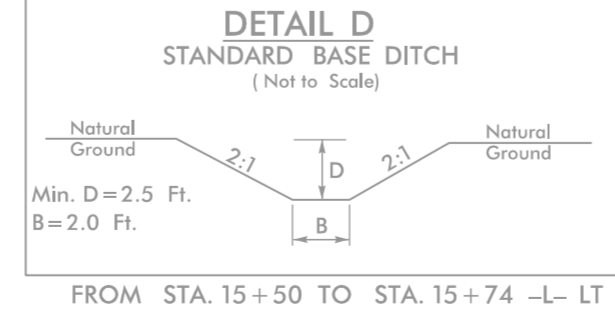 DETAIL D
STANDARD BASE DITCH
( Not to Scale)
Natural
Ground
2:1
D
2:1
Natural
Ground
Min. D=2.5 Ft.
B=2.0 Ft.
B
FROM STA. 15+50 TO STA. 15+74 -L- LT